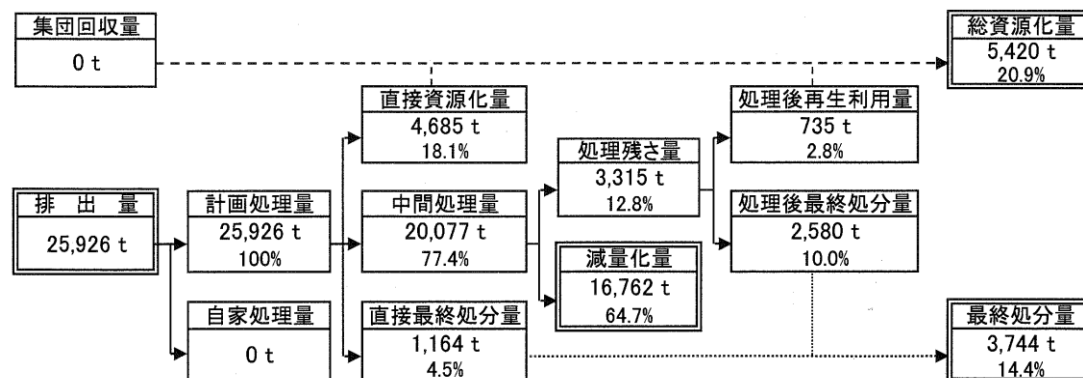 集団回収量
0 t
総資源化量
5,420 t
20.9%
直接資源化量
4,685 t
18.1%
処理後再生利用量
735 t
2.8%
処理残さ量
3,315 t
12.8%
排 出 量
25,926 t
計画処理量
25,926 t
100%
中間処理量
20,077 t
77.4%
処理後最終処分量
2,580 t
10.0%
減量化量
16,762 t
64.7%
自家処理量
0 t
直接最終処分量
1,164 t
4.5%
最終処分量
3,744 t
14.4%